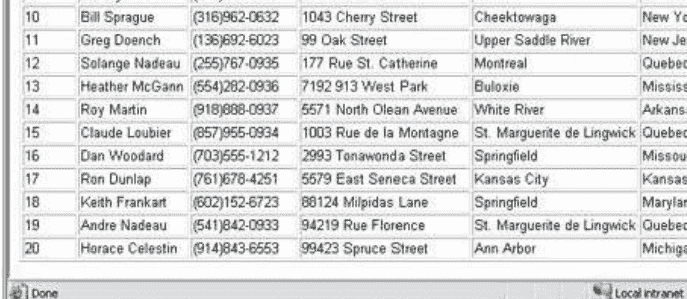 10 Bill Sprague (316)962-0632 1043 Cherry Street Cheektowaga New Yo
11 Greg Doench (136)692-6023 99 Oak Street Upper Saddle River New Je
12 Solange Nadeau (255)767-0935 177 Rue St. Catherine Montreal Quebec
13 Heather McGann (554)282-0936 7192 913 West Park Buloxie Mississ
14 Roy Martin (918)888-0937 5571 North Olean Avenue White River Arkans
15 Claude Loubier (857)955-0934 1003 Rue de la Montagne St. Marguerite de Lingwick Quebec
16 Dan Woodard (703)555-1212 2993 Tonawonda Street Springfield Missou
17 Ron Dunlap (761)678-4251 5579 East Seneca Street Kansas City Kansas
18 Keith Frankart (602)152-6723 88124 Milpidas Lane Springfield Marylan
19 Andre Nadeau (541)842-0933 94219 Rue Florence St. Marguerite de Lingwick Quebec
20 Horace Celestin (914)843-6553 99423 Spruce Street Ann Arbor Michiga
Done Local intranet